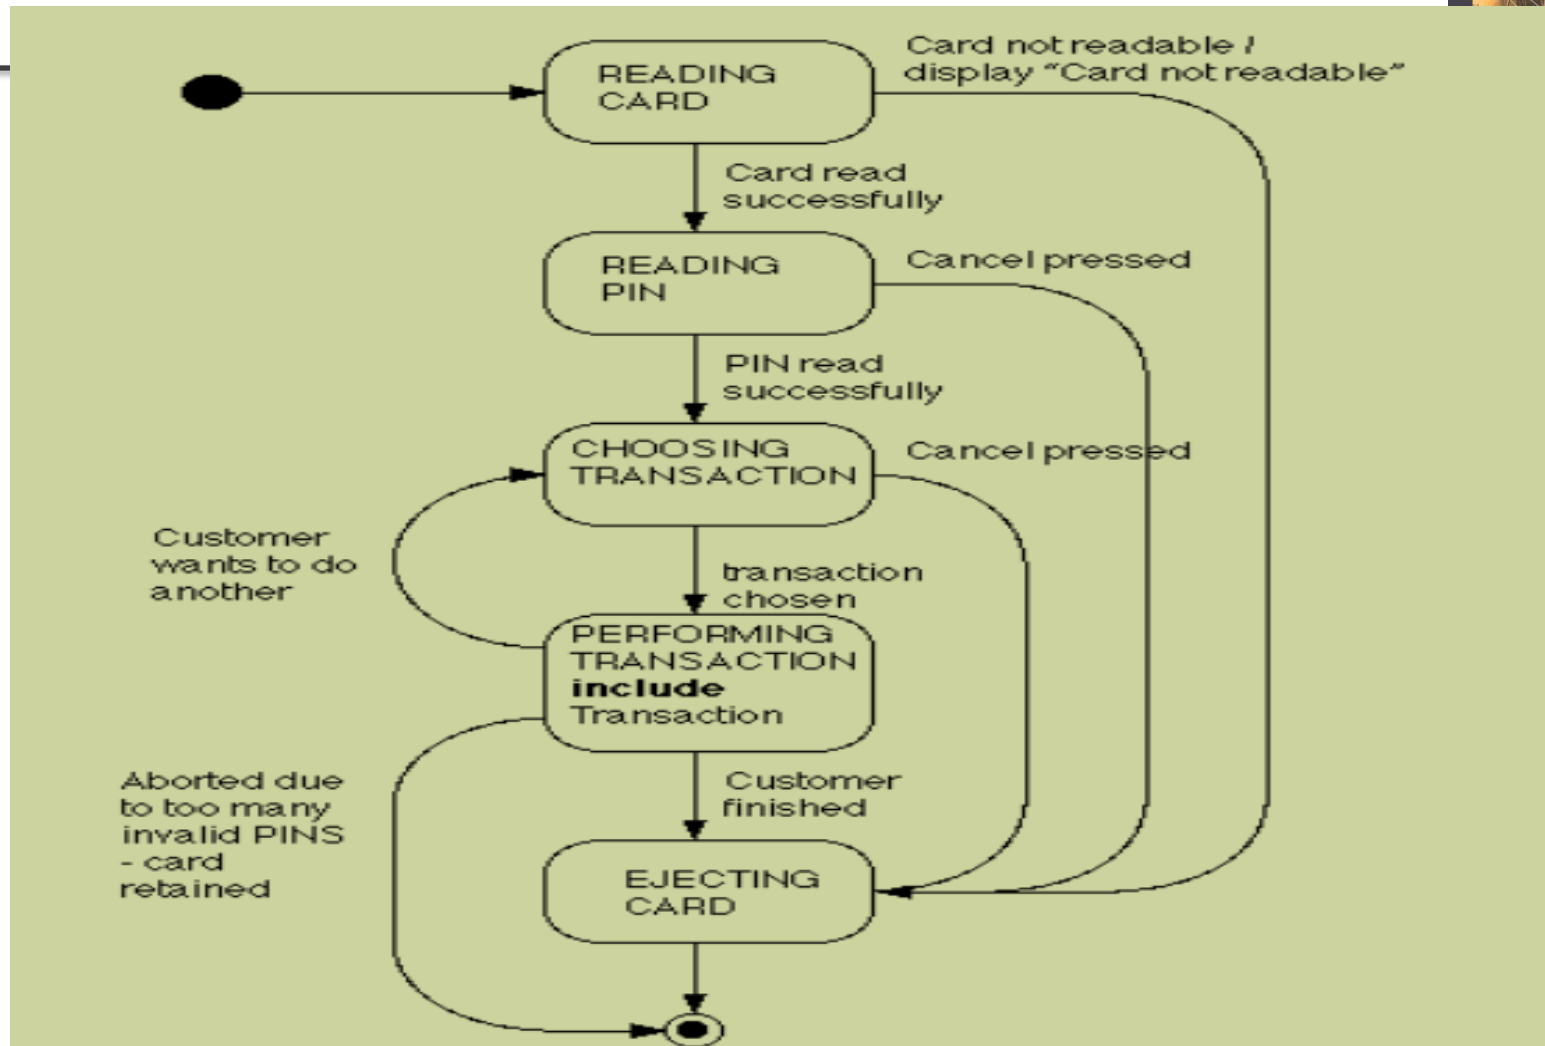 READING
CARD
Card not readable /
display "Card not readable"
Card read
successfully
READING
PIN
Cancel pressed
PIN read
successfully
CHOOSING
TRANSACTION
Cancel pressed
Customer
wants to do
another
transaction
chosen
PERFORMING
TRANSACTION
include
Transaction
Aborted due
to too many
invalid PINS
- card
retained
Customer
finished
EJECTING
CARD